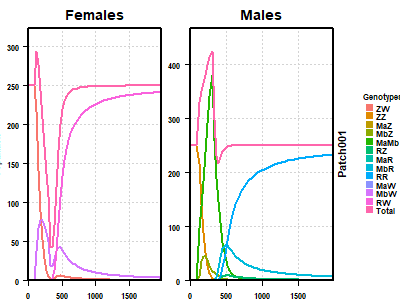 Females
Males
300
250
200
150
100
50
0
0
500
1000
1500
400
300
200
100
0
0
500
1000
1500
Patch001
Genotypes
ZW
ZZ
MaZ
MbZ
MaMb
RZ
MaR
MbR
RR
MaW
MbW
RW
Total